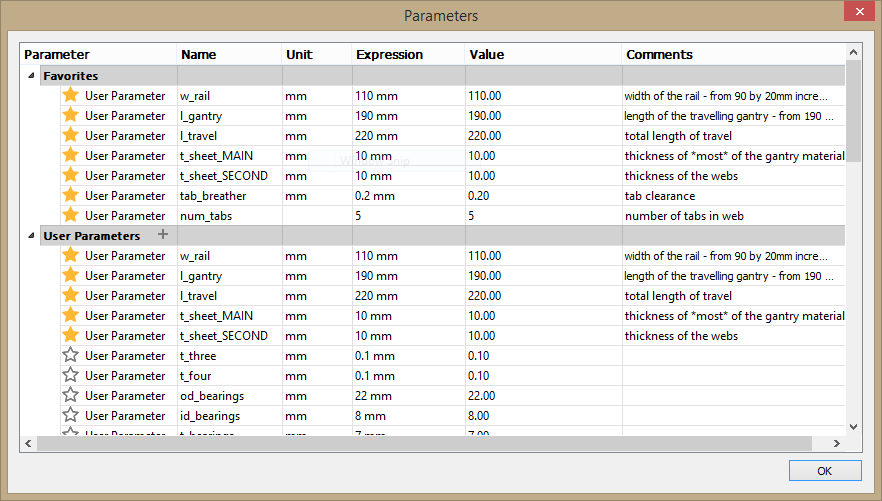 Parameters
Parameter Name Unit Expression Value Comments
Favorites
User Parameter w_rail mm 110 mm 110.00 width of the rail - from 90 by 20mm incre...
User Parameter l_gantry mm 190 mm 190.00 length of the travelling gantry - from 190 ...
User Parameter l_travel mm 220 mm 220.00 total length of travel
User Parameter t_sheet_MAIN mm 10 mm 10.00 thickness of *most* of the gantry material
User Parameter t_sheet_SECOND mm 10 mm 10.00 thickness of the webs
User Parameter tab_breather mm 0.2 mm 0.20 tab clearance
User Parameter num_tabs 5 5 number of tabs in web
User Parameters +
User Parameter w_rail mm 110 mm 110.00 width of the rail - from 90 by 20mm incre...
User Parameter l_gantry mm 190 mm 190.00 length of the travelling gantry - from 190 ...
User Parameter l_travel mm 220 mm 220.00 total length of travel
User Parameter t_sheet_MAIN mm 10 mm 10.00 thickness of *most* of the gantry material
User Parameter t_sheet_SECOND mm 10 mm 10.00 thickness of the webs
User Parameter t_three mm 0.1 mm 0.10
User Parameter t_four mm 0.1 mm 0.10
User Parameter od_bearings mm 22 mm 22.00
User Parameter id_bearings mm 8 mm 8.00
User Parameter t_bearings mm 7 mm 7.00
OK